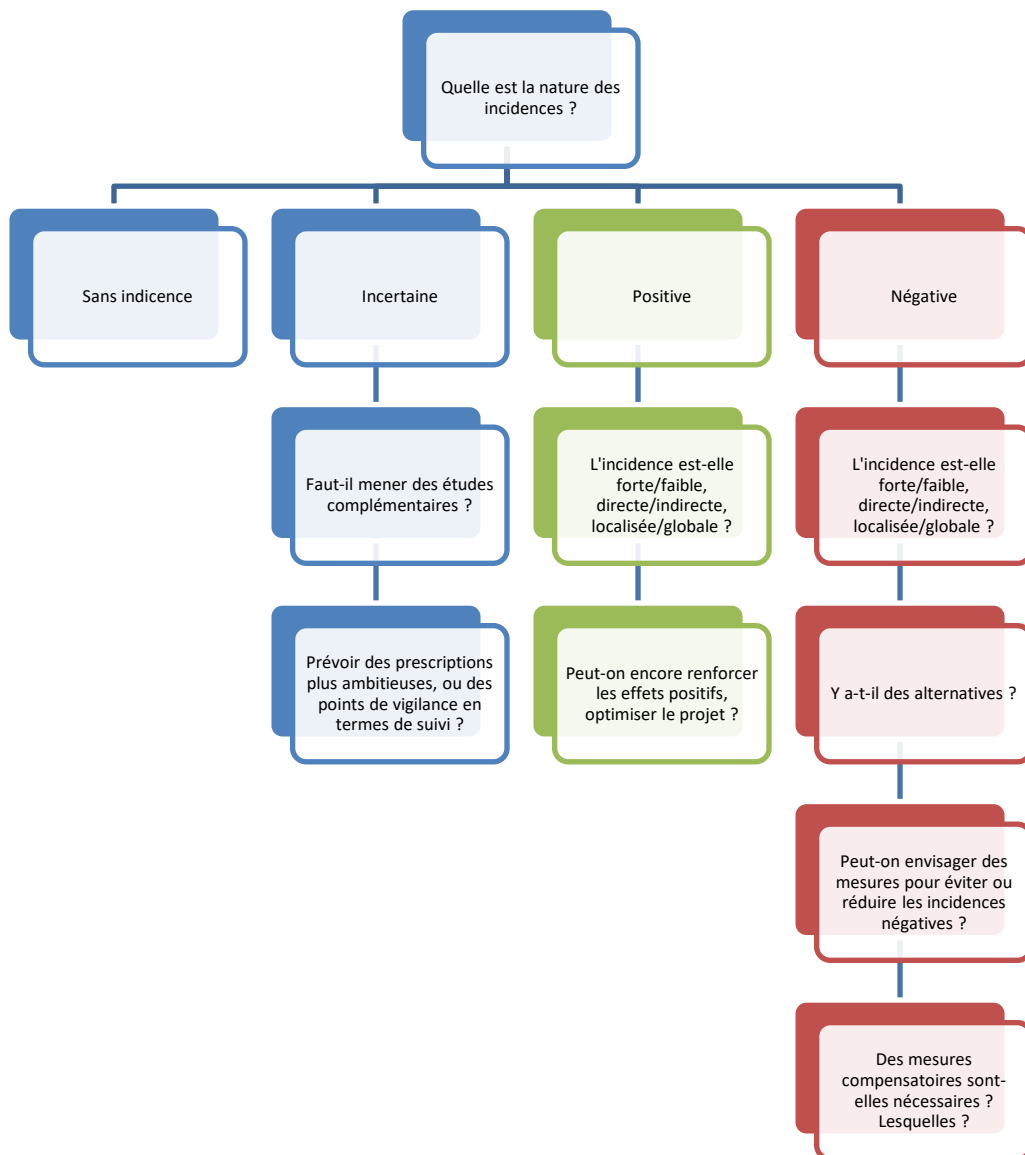 Quelle est la nature des
incidences ?
Sans indicence
Incertaine
Positive
Négative
Faut-il mener des études
complémentaires ?
L'incidence est-elle
forte/faible,
directe/indirecte,
localisée/globale ?
L'incidence est-elle
forte/faible,
directe/indirecte,
localisée/globale ?
Prévoir des prescriptions
plus ambitieuses, ou des
points de vigilance en
termes de suivi ?
Peut-on encore renforcer
les effets positifs,
optimiser le projet ?
Y a-t-il des alternatives ?
Peut-on envisager des
mesures pour éviter ou
réduire les incidences
négatives ?
Des mesures
compensatoires sont-
elles nécessaires ?
Lesquelles ?